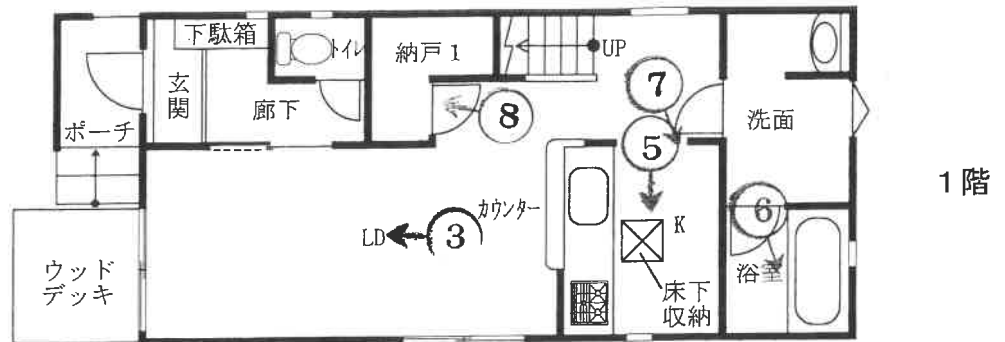 下駄箱
トイレ
納戸1
UP
玄関
廊下
ポーチ
洗面
⑦
⑧
⑤
1階
カウンター
LD
③
K
⑥
浴室
ウッド
デッキ
床下
収納